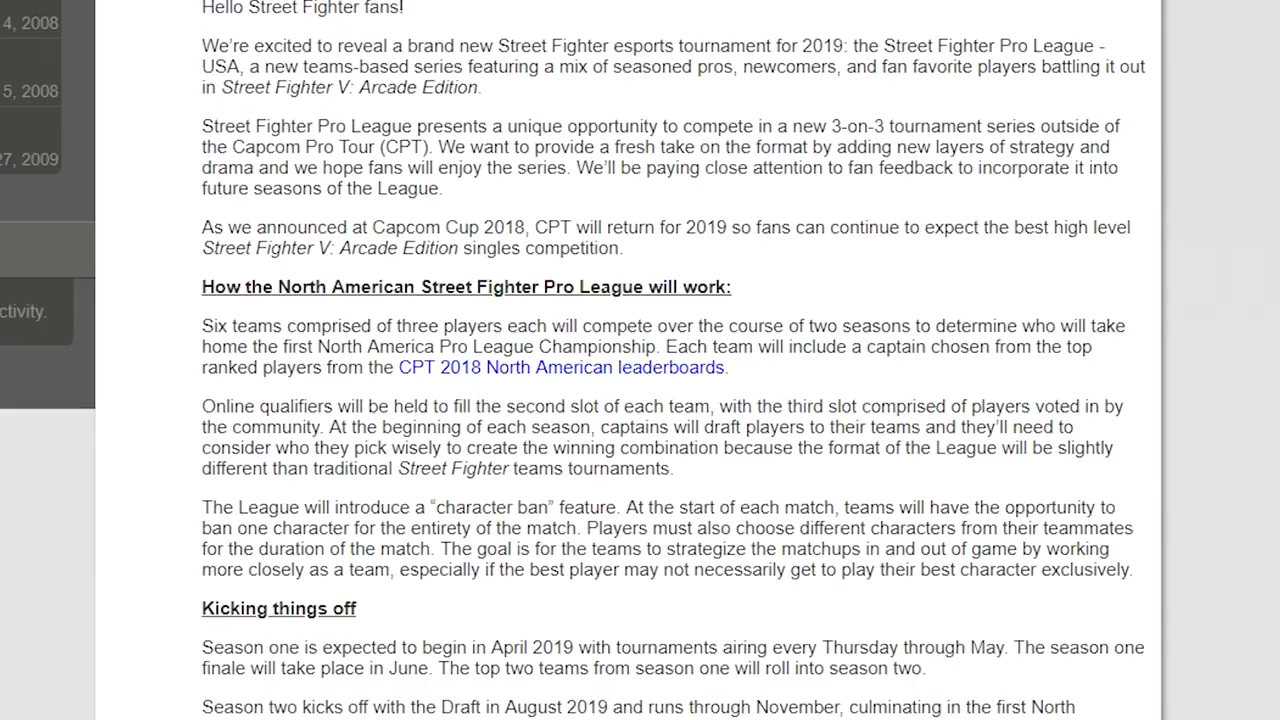 4, 2008
5, 2008
27, 2009
ctivity.
Hello Street Fighter fans!
We're excited to reveal a brand new Street Fighter esports tournament for 2019: the Street Fighter Pro League -
USA, a new teams-based series featuring a mix of seasoned pros, newcomers, and fan favorite players battling it out
in Street Fighter V: Arcade Edition.
Street Fighter Pro League presents a unique opportunity to compete in a new 3-on-3 tournament series outside of
the Capcom Pro Tour (CPT). We want to provide a fresh take on the format by adding new layers of strategy and
drama and we hope fans will enjoy the series. We'll be paying close attention to fan feedback to incorporate it into
future seasons of the League.
As we announced at Capcom Cup 2018, CPT will return for 2019 so fans can continue to expect the best high level
Street Fighter V: Arcade Edition singles competition.
How the North American Street Fighter Pro League will work:
Six teams comprised of three players each will compete over the course of two seasons to determine who will take
home the first North America Pro League Championship. Each team will include a captain chosen from the top
ranked players from the CPT 2018 North American leaderboards.
Online qualifiers will be held to fill the second slot of each team, with the third slot comprised of players voted in by
the community. At the beginning of each season, captains will draft players to their teams and they'll need to
consider who they pick wisely to create the winning combination because the format of the League will be slightly
different than traditional Street Fighter teams tournaments.
The League will introduce a “character ban” feature. At the start of each match, teams will have the opportunity to
ban one character for the entirety of the match. Players must also choose different characters from their teammates
for the duration of the match. The goal is for the teams to strategize the matchups in and out of game by working
more closely as a team, especially if the best player may not necessarily get to play their best character exclusively.
Kicking things off
Season one is expected to begin in April 2019 with tournaments airing every Thursday through May. The season one
finale will take place in June. The top two teams from season one will roll into season two.
Season two kicks off with the Draft in August 2019 and runs through November, culminating in the first North